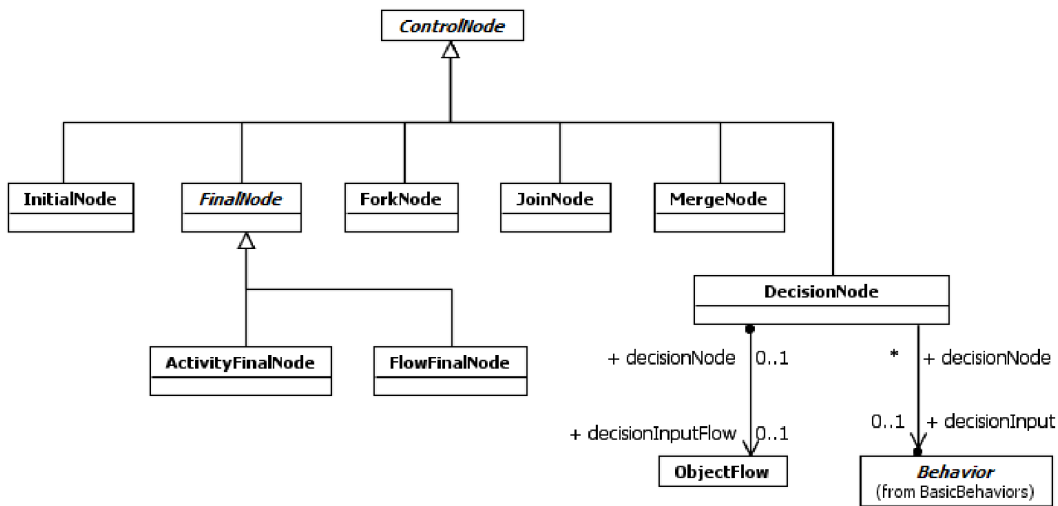 ControlNode
InitialNode
FinalNode
ForkNode
JoinNode
MergeNode
DecisionNode
ActivityFinalNode
FlowFinalNode
+ decisionNode
0..1
*
+ decisionNode
+ decisionInputFlow
0..1
0..1
+ decisionInput
ObjectFlow
Behavior
(from BasicBehaviors)